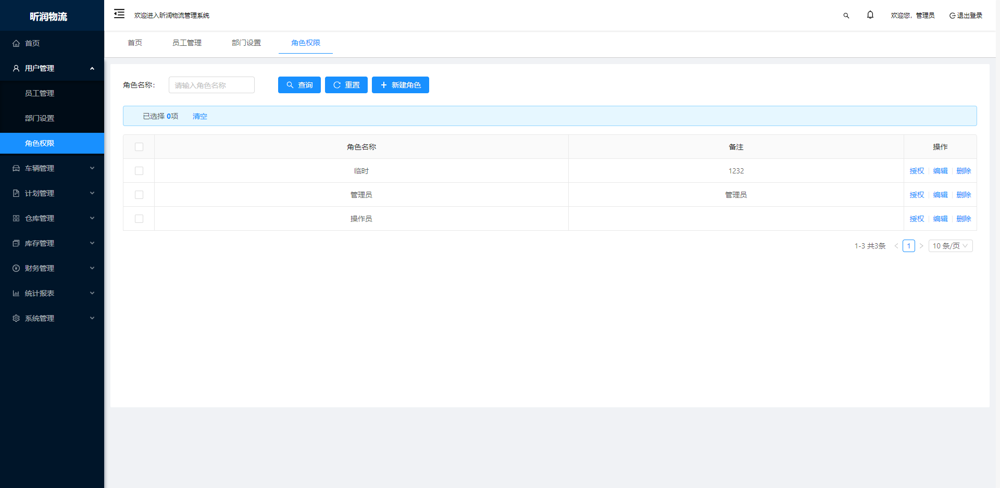 昕润物流
欢迎进入昕润物流管理系统
欢迎您，管理员
退出登录
首页
用户管理
员工管理
部门设置
角色权限
车辆管理
计划管理
仓库管理
库存管理
财务管理
统计报表
系统管理
首页 员工管理 部门设置 角色权限
角色名称： 请输入角色名称 查询 重置 新建角色
已选择 0项 清空
角色名称 备注 操作
临时 1232 授权 编辑 删除
管理员 管理员 授权 编辑 删除
操作员 授权 编辑 删除
1-3 共3条 1 10 条/页